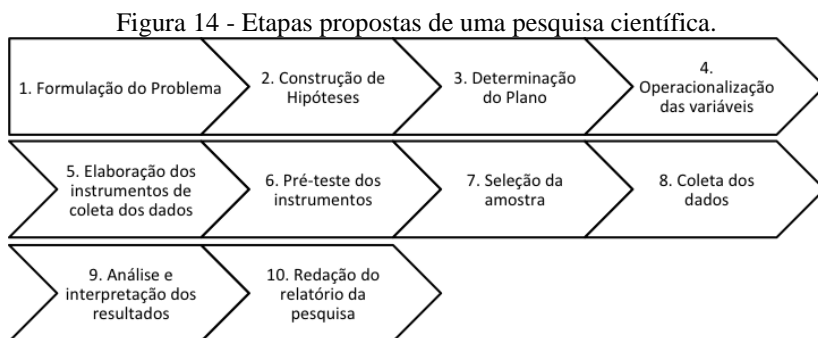 Figura 14 - Etapas propostas de uma pesquisa científica.
1. Formulação do Problema
2. Construção de
Hipóteses
3. Determinação
do Plano
4.
Operacionalização
das variáveis
5. Elaboração dos
instrumentos de
coleta dos dados
6. Pré-teste dos
instrumentos
7. Seleção da
amostra
8. Coleta dos
dados
9. Análise e
interpretação dos
resultados
10. Redação do
relatório da
pesquisa